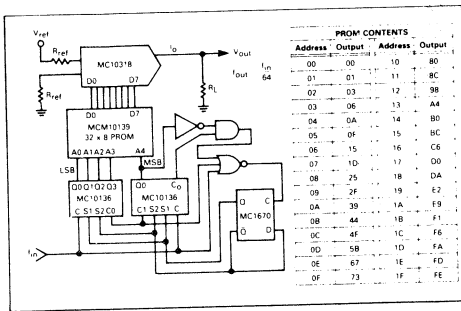 Vref
Rref
MC10318
Io
Vout
fout
fin
64
RL
Rref
D0 D7
D0 D7
MCM10139
32 x 8 PROM
A0 A1 A2 A3 A4
LSB
MSB
Q0 Q1 Q2 Q3
MC10136
C S1 S2 C0
Q0 C0
MC10136
C1 S2 S1 C
Q C
MC1670
Q̄ D
fin
PROM CONTENTS
Address Output Address Output
00 00 10 80
01 01 11 8C
02 03 12 98
03 06 13 A4
04 0A 14 B0
05 0F 15 BC
06 15 16 C6
07 1D 17 D0
08 25 18 DA
09 2F 19 E2
0A 39 1A E9
0B 44 1B F1
0C 4F 1C F6
0D 5B 1D FA
0E 67 1E FD
0F 73 1F FE